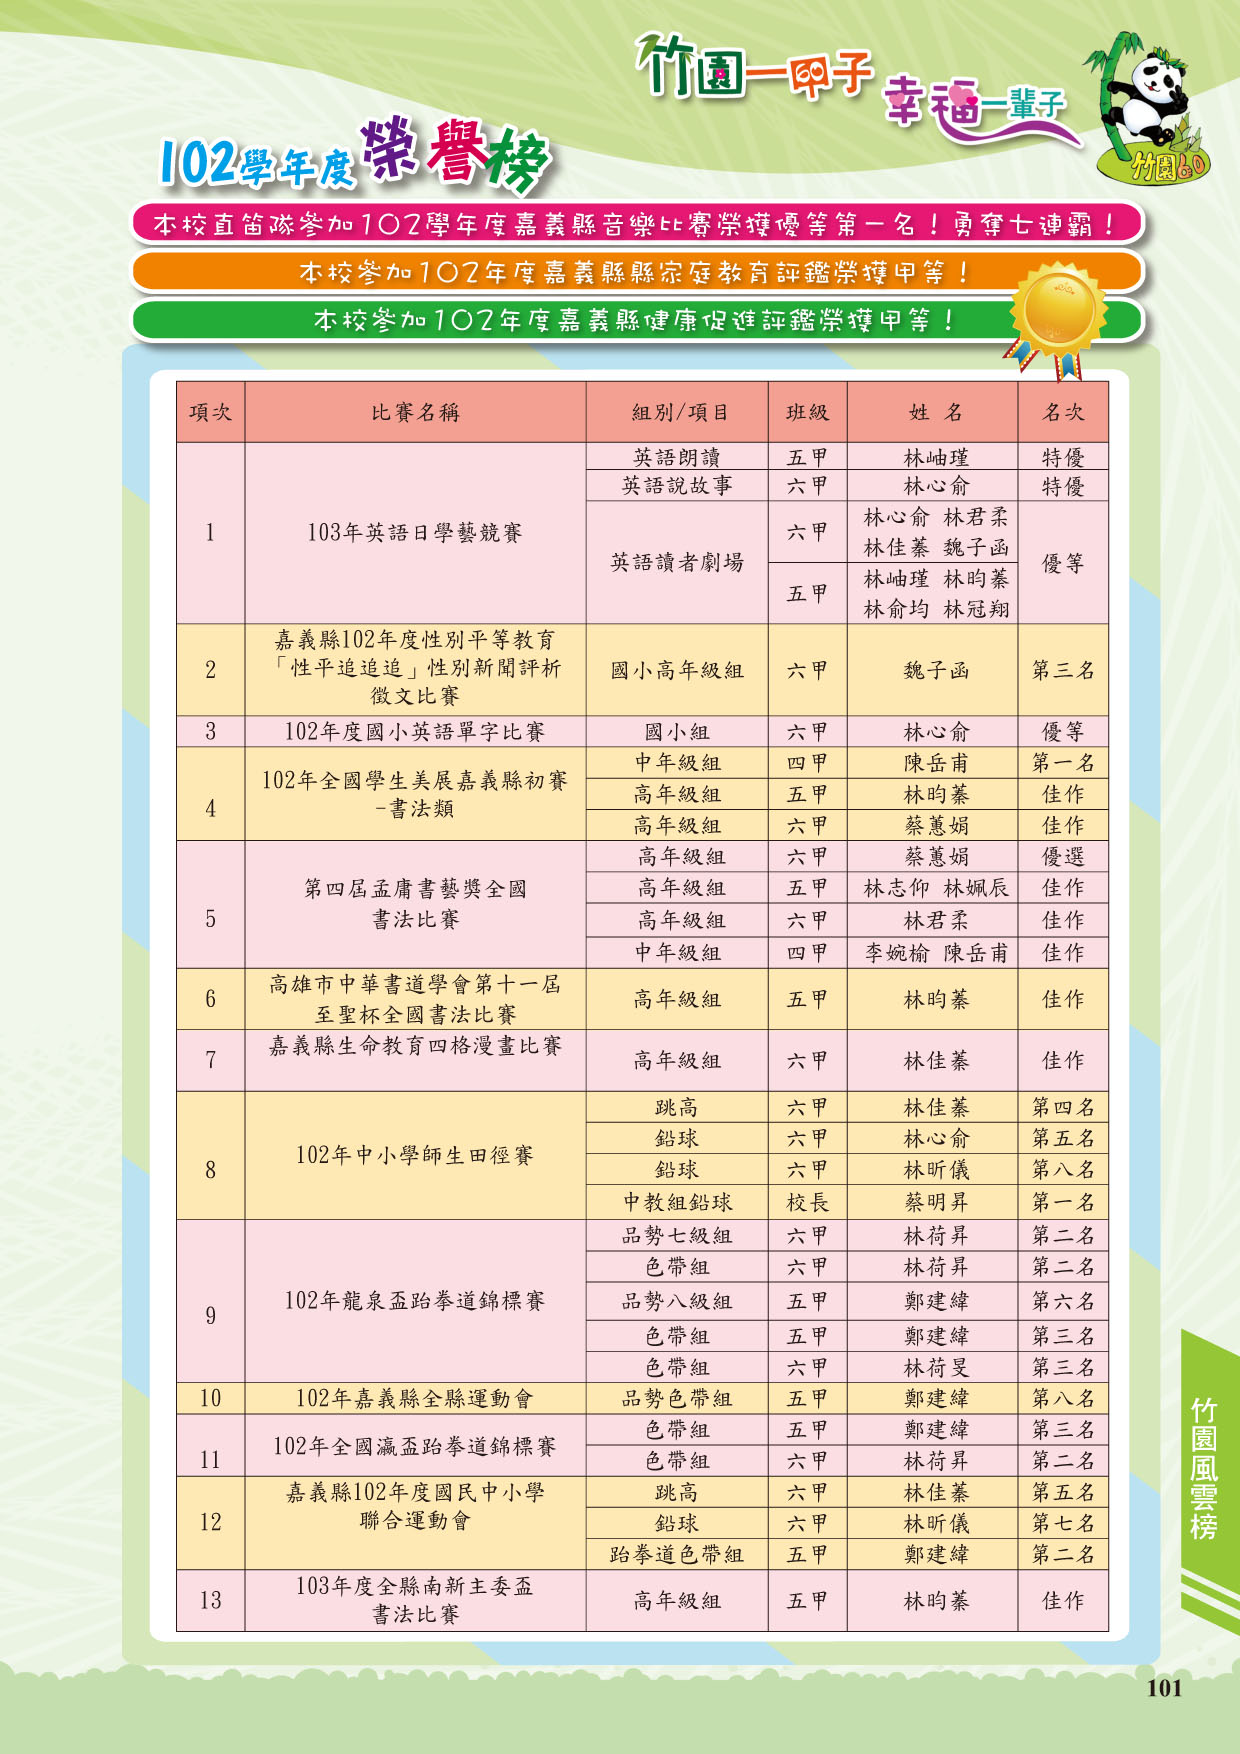 竹園一甲子
幸福一輩子
竹園60
102學年度榮譽榜
本校直笛隊參加102學年度嘉義縣音樂比賽榮獲優等第一名！勇奪七連霸！
本校參加102年度嘉義縣縣家庭教育評鑑榮獲甲等！
本校參加102年度嘉義縣健康促進評鑑榮獲甲等！
項次 比賽名稱 組別/項目 班級 姓 名 名次
1 103年英語日學藝競賽
英語朗讀 五甲 林岫瑾 特優
英語說故事 六甲 林心俞 特優
英語讀者劇場 優等
六甲 林心俞 林君柔
林佳蓁 魏子函
五甲 林岫瑾 林昀蓁
林俞均 林冠翔
嘉義縣102年度性別平等教育
2 「性平追追追」性別新聞評析 國小高年級組 六甲 魏子函 第三名
徵文比賽
3 102年度國小英語單字比賽 國小組 六甲 林心俞 優等
4 102年全國學生美展嘉義縣初賽
-書法類
中年級組 四甲 陳岳甫 第一名
高年級組 五甲 林昀蓁 佳作
高年級組 六甲 蔡蕙娟 佳作
5 第四屆孟庸書藝獎全國
書法比賽
高年級組 六甲 蔡蕙娟 優選
高年級組 五甲 林志仰 林姵辰 佳作
高年級組 六甲 林君柔 佳作
中年級組 四甲 李婉榆 陳岳甫 佳作
6 高雄市中華書道學會第十一屆
至聖杯全國書法比賽
高年級組 五甲 林昀蓁 佳作
7 嘉義縣生命教育四格漫畫比賽 高年級組 六甲 林佳蓁 佳作
8 102年中小學師生田徑賽
跳高 六甲 林佳蓁 第四名
鉛球 六甲 林心俞 第五名
鉛球 六甲 林昕儀 第八名
中教組鉛球 校長 蔡明昇 第一名
9 102年龍泉盃跆拳道錦標賽
品勢七級組 六甲 林荷昇 第二名
色帶組 六甲 林荷昇 第二名
品勢八級組 五甲 鄭建緯 第六名
色帶組 五甲 鄭建緯 第三名
色帶組 六甲 林荷旻 第三名
10 102年嘉義縣全縣運動會 品勢色帶組 五甲 鄭建緯 第八名
11 102年全國瀛盃跆拳道錦標賽
色帶組 五甲 鄭建緯 第三名
色帶組 六甲 林荷昇 第二名
12 嘉義縣102年度國民中小學
聯合運動會
跳高 六甲 林佳蓁 第五名
鉛球 六甲 林昕儀 第七名
跆拳道色帶組 五甲 鄭建緯 第二名
13 103年度全縣南新主委盃
書法比賽
高年級組 五甲 林昀蓁 佳作
竹園風雲榜
101